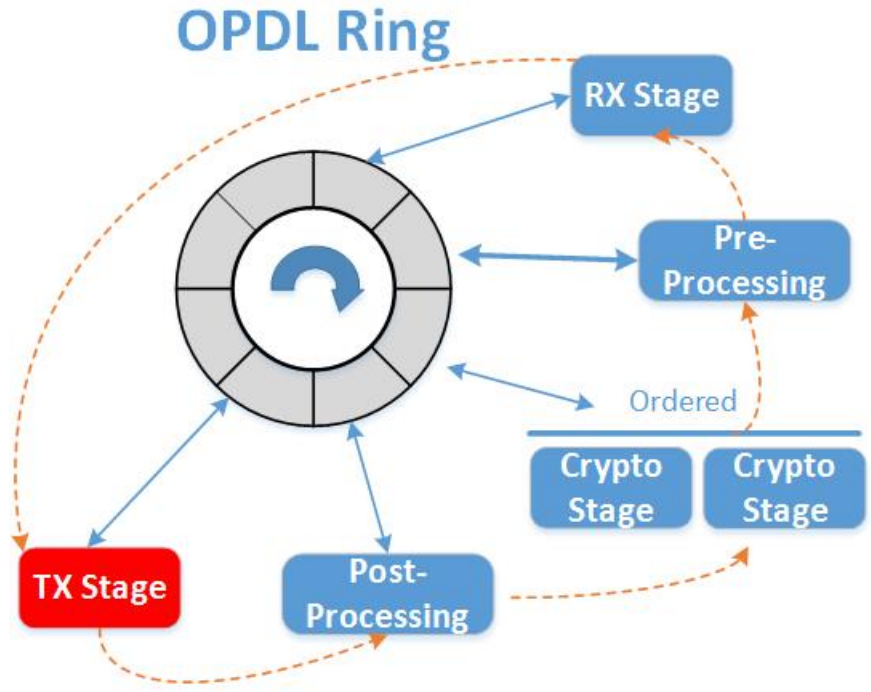 OPDL Ring
RX Stage
Pre-
Processing
Ordered
Crypto
Stage
Crypto
Stage
TX Stage
Post-
Processing